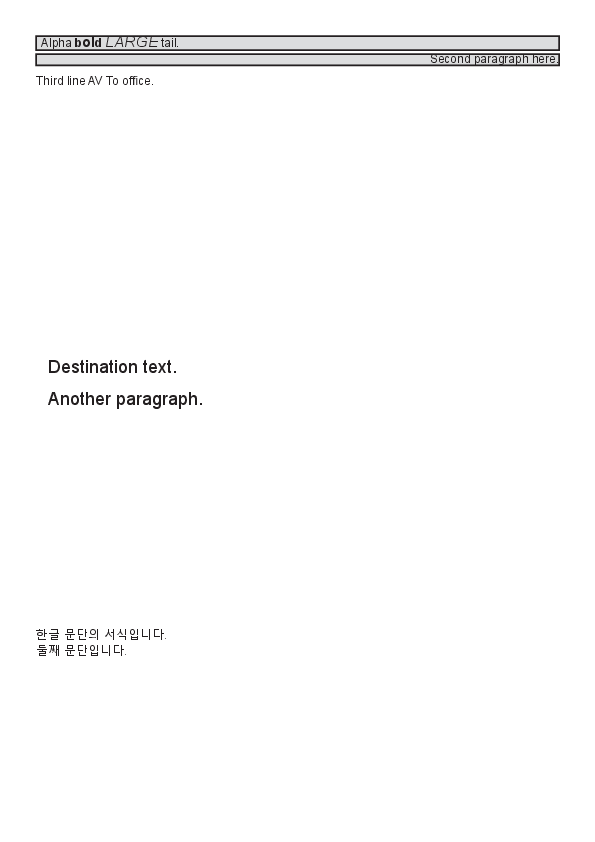 Alpha bold LARGE tail.
Second paragraph here.
Third line AV To office.
Destination text.
Another paragraph.
한글 문단의 서식입니다.
둘째 문단입니다.